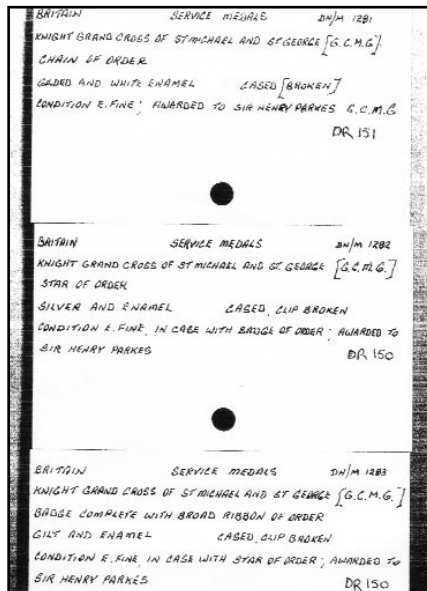 BRITAIN SERVICE MEDALS DN/M 1281
KNIGHT GRAND CROSS OF ST MICHAEL AND ST GEORGE [G.C.M.G].
CHAIN OF ORDER
GILDED AND WHITE ENAMEL CASED [BROKEN]
CONDITION E. FINE; AWARDED TO SIR HENRY PARKES G.C.M.G
DR 151
BRITAIN SERVICE MEDALS DN/M 1282
KNIGHT GRAND CROSS OF ST MICHAEL AND ST. GEORGE [G.C.M.G.]
STAR OF ORDER
SILVER AND ENAMEL CASED, CLIP BROKEN
CONDITION E. FINE, IN CASE WITH BADGE OF ORDER; AWARDED TO
SIR HENRY PARKES DR 150
BRITAIN SERVICE MEDALS DN/M 1283
KNIGHT GRAND CROSS OF ST MICHAEL AND ST GEORGE [G.C.M.G.]
BADGE COMPLETE WITH BROAD RIBBON OF ORDER
GILT AND ENAMEL CASED, CLIP BROKEN
CONDITION E. FINE, IN CASE WITH STAR OF ORDER; AWARDED TO
SIR HENRY PARKES DR 150